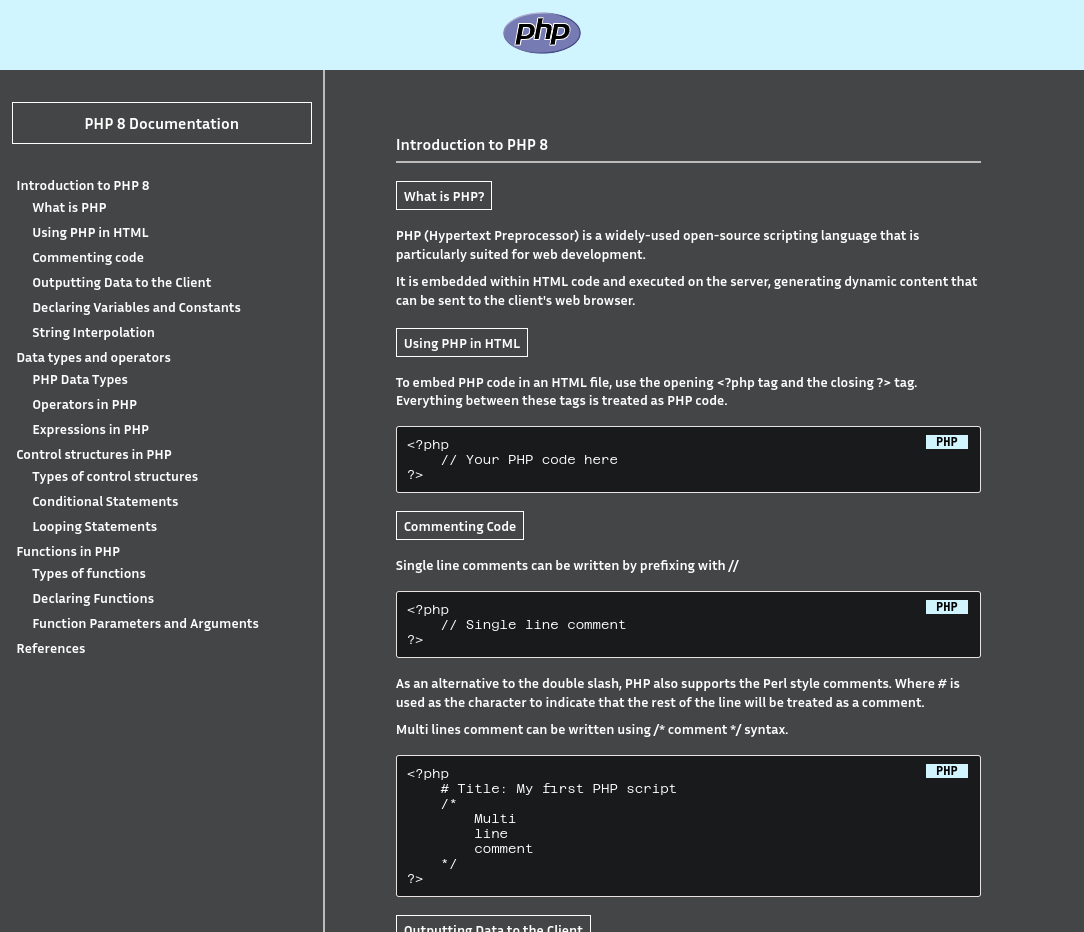 php
PHP 8 Documentation
Introduction to PHP 8
What is PHP
Using PHP in HTML
Commenting code
Outputting Data to the Client
Declaring Variables and Constants
String Interpolation
Data types and operators
PHP Data Types
Operators in PHP
Expressions in PHP
Control structures in PHP
Types of control structures
Conditional Statements
Looping Statements
Functions in PHP
Types of functions
Declaring Functions
Function Parameters and Arguments
References
Introduction to PHP 8
What is PHP?
PHP (Hypertext Preprocessor) is a widely-used open-source scripting language that is
particularly suited for web development.
It is embedded within HTML code and executed on the server, generating dynamic content that
can be sent to the client's web browser.
Using PHP in HTML
To embed PHP code in an HTML file, use the opening <?php tag and the closing ?> tag.
Everything between these tags is treated as PHP code.
PHP
<?php
    // Your PHP code here
?>
Commenting Code
Single line comments can be written by prefixing with //
PHP
<?php
    // Single line comment
?>
As an alternative to the double slash, PHP also supports the Perl style comments. Where # is
used as the character to indicate that the rest of the line will be treated as a comment.
Multi lines comment can be written using /* comment */ syntax.
PHP
<?php
    # Title: My first PHP script
    /*
        Multi
        line
        comment
    */
?>
Outputting Data to the Client